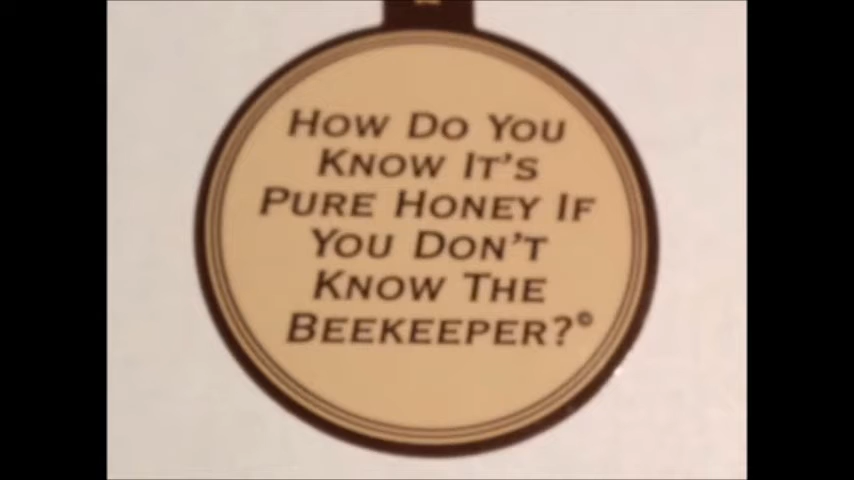 How Do You
Know It's
Pure Honey If
You Don't
Know The
Beekeeper?©